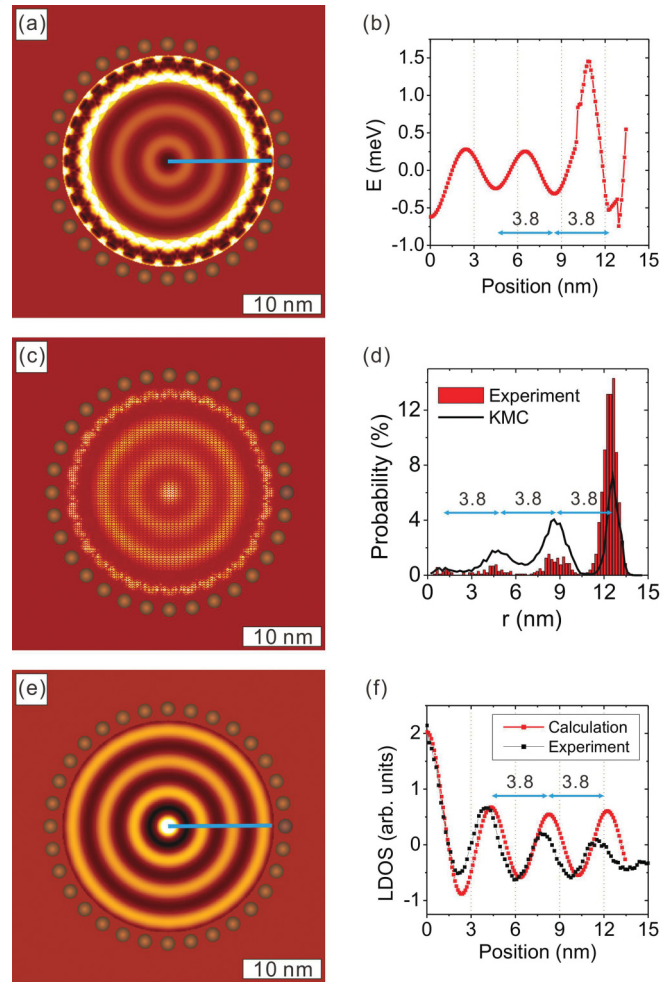 (a)
10 nm
(b)
1.5
1.0
0.5
0.0
-0.5
-1.0
E (meV)
3.8 3.8
0 3 6 9 12 15
Position (nm)
(c)
10 nm
(d)
Experiment
KMC
12
8
4
0
Probability (%)
3.8 3.8 3.8
0 3 6 9 12 15
r (nm)
(e)
10 nm
(f)
Calculation
Experiment
2
1
0
-1
LDOS (arb. units)
3.8 3.8
0 3 6 9 12 15
Position (nm)